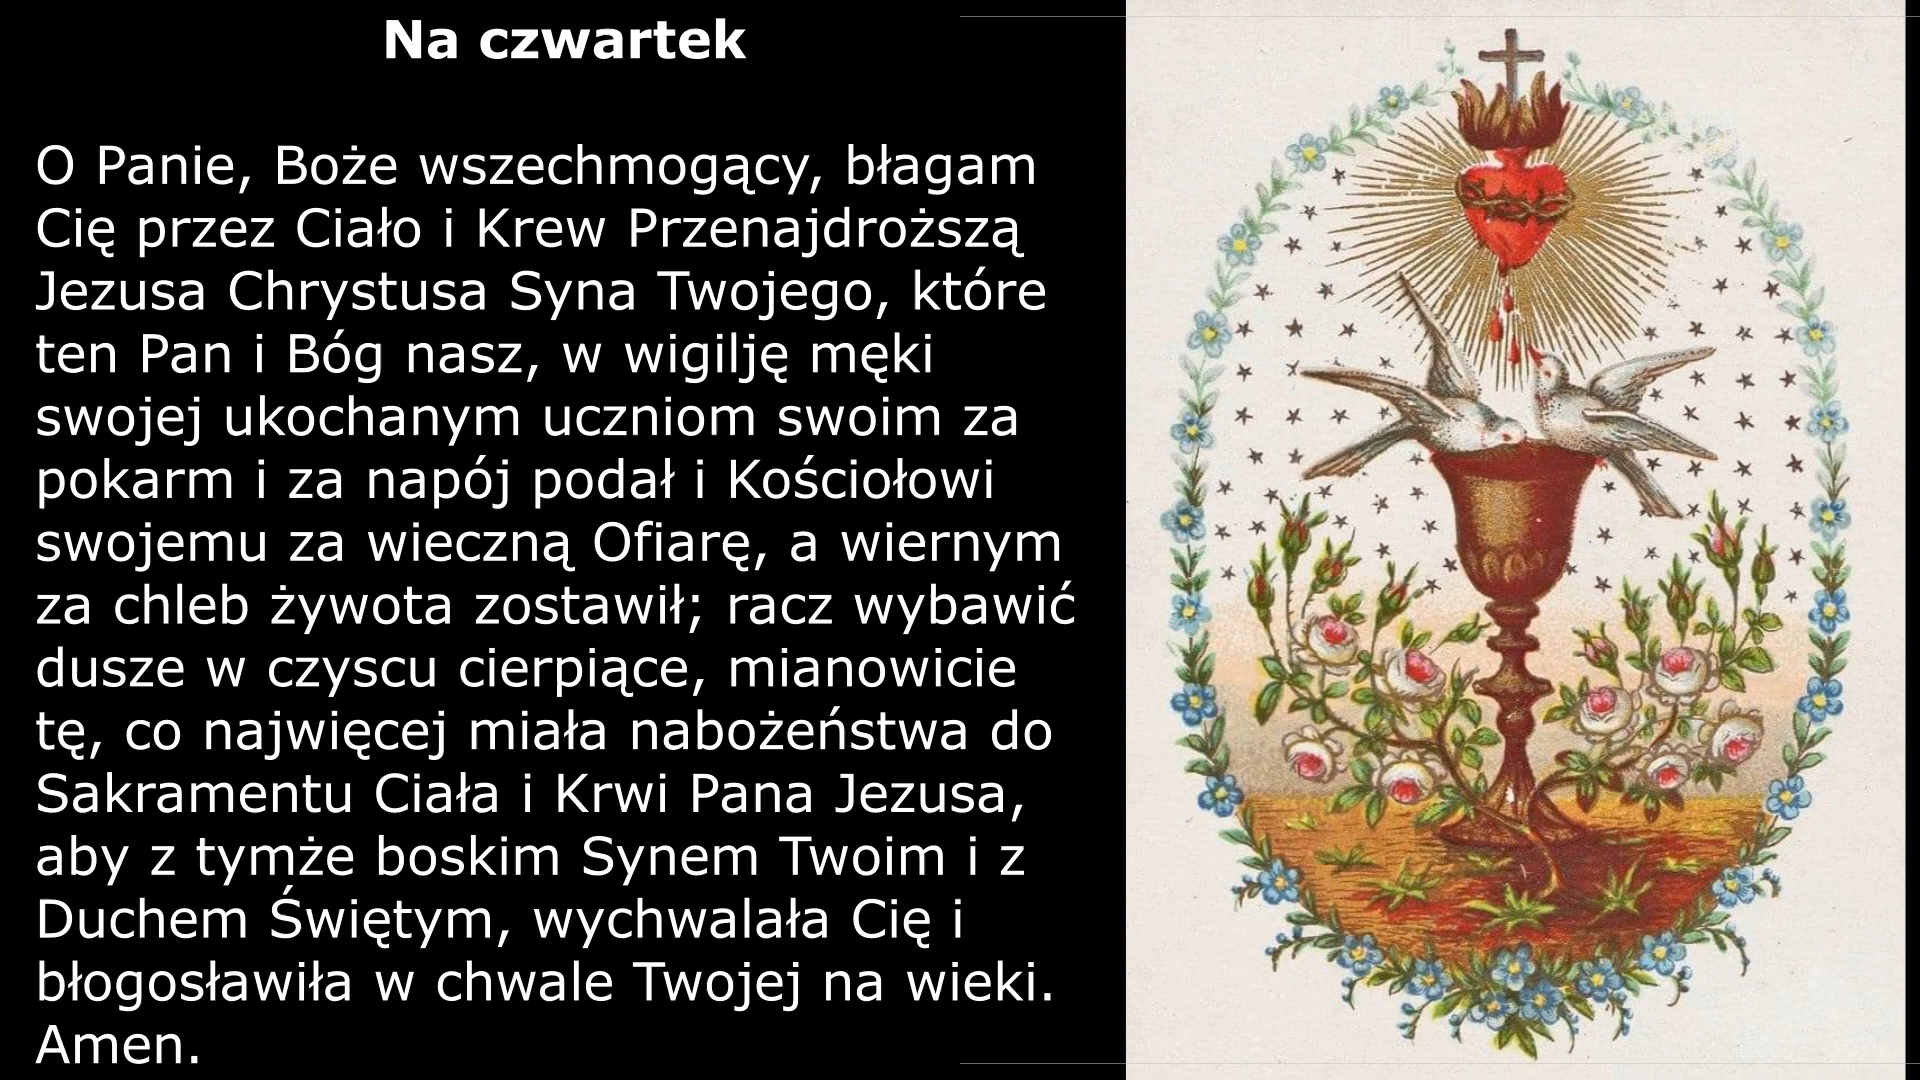 Na czwartek
O Panie, Boże wszechmogący, błagam
Cię przez Ciało i Krew Przenajdroższą
Jezusa Chrystusa Syna Twojego, które
ten Pan i Bóg nasz, w wigilję męki
swojej ukochanym uczniom swoim za
pokarm i za napój podał i Kościołowi
swojemu za wieczną Ofiarę, a wiernym
za chleb żywota zostawił; racz wybawić
dusze w czyscu cierpiące, mianowicie
tę, co najwięcej miała nabożeństwa do
Sakramentu Ciała i Krwi Pana Jezusa,
aby z tymże boskim Synem Twoim i z
Duchem Świętym, wychwalała Cię i
błogosławiła w chwale Twojej na wieki.
Amen.